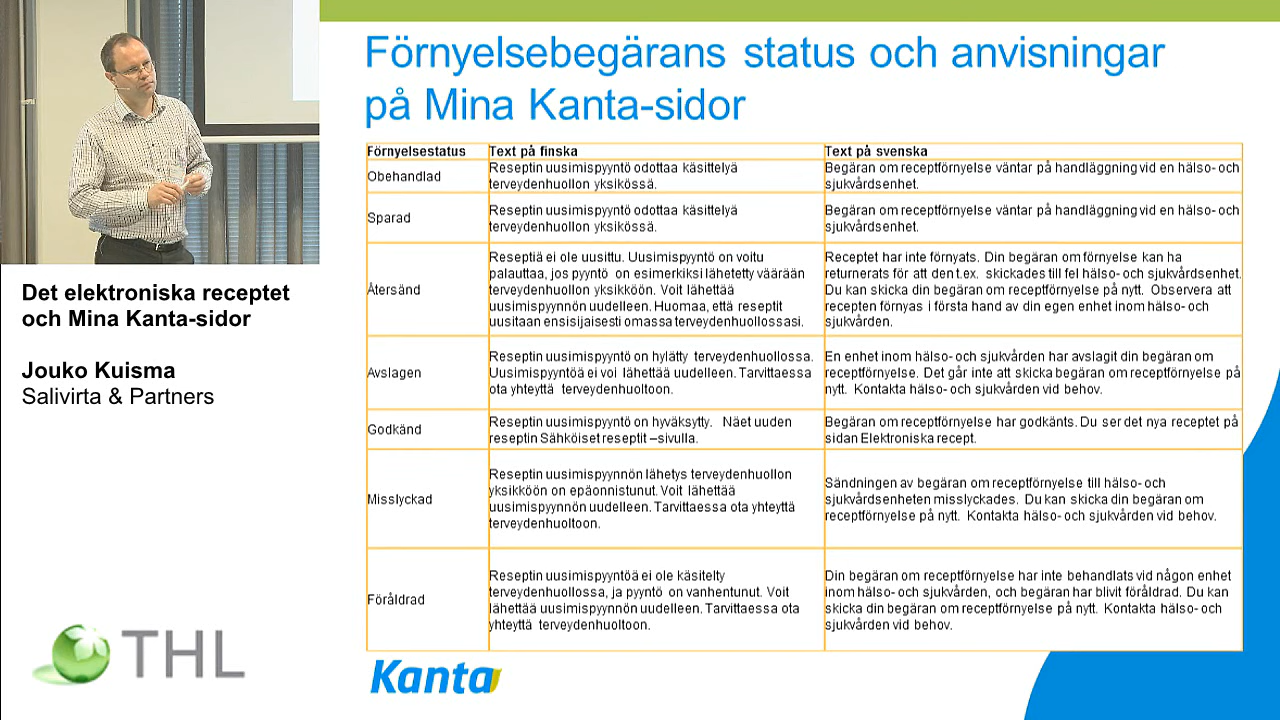 Förnyelsebegärans status och anvisningar
på Mina Kanta-sidor
Förnyelsestatus Text på finska Text på svenska
Obehandlad
Reseptin uusimispyyntö odottaa käsittelyä
terveydenhuollon yksikössä.
Begäran om receptförnyelse väntar på handläggning vid en hälso- och
sjukvårdsenhet.
Sparad
Reseptin uusimispyyntö odottaa käsittelyä
terveydenhuollon yksikössä.
Begäran om receptförnyelse väntar på handläggning vid en hälso- och
sjukvårdsenhet.
Återsänd
Reseptiä ei ole uusittu. Uusimispyyntö on voitu
palauttaa, jos pyyntö on esimerkiksi lähetetty väärään
terveydenhuollon yksikköön. Voit lähettää
uusimispyynnön uudelleen. Huomaa, että reseptit
uusitaan ensisijaisesti omassa terveydenhuollossasi.
Receptet har inte förnyats. Din begäran om förnyelse kan ha
returnerats för att den t.ex. skickades till fel hälso- och sjukvårdsenhet.
Du kan skicka din begäran om receptförnyelse på nytt. Observera att
recepten förnyas i första hand av din egen enhet inom hälso- och
sjukvården.
Avslagen
Reseptin uusimispyyntö on hylätty terveydenhuollossa.
Uusimispyyntöä ei voi lähettää uudelleen. Tarvittaessa
ota yhteyttä terveydenhuoltoon.
En enhet inom hälso- och sjukvården har avslagit din begäran om
receptförnyelse. Det går inte att skicka begäran om receptförnyelse på
nytt. Kontakta hälso- och sjukvården vid behov.
Godkänd
Reseptin uusimispyyntö on hyväksytty. Näet uuden
reseptin Sähköiset reseptit –sivulla.
Begäran om receptförnyelse har godkänts. Du ser det nya receptet på
sidan Elektroniska recept.
Misslyckad
Reseptin uusimispyynnön lähetys terveydenhuollon
yksikköön on epäonnistunut. Voit lähettää
uusimispyynnön uudelleen. Tarvittaessa ota yhteyttä
terveydenhuoltoon.
Sändningen av begäran om receptförnyelse till hälso- och
sjukvårdsenheten misslyckades. Du kan skicka din begäran om
receptförnyelse på nytt. Kontakta hälso- och sjukvården vid behov.
Föråldrad
Reseptin uusimispyyntöä ei ole käsitelty
terveydenhuollossa, ja pyyntö on vanhentunut. Voit
lähettää uusimispyynnön uudelleen. Tarvittaessa ota
yhteyttä terveydenhuoltoon.
Din begäran om receptförnyelse har inte behandlats vid någon enhet
inom hälso- och sjukvården, och begäran har blivit föråldrad. Du kan
skicka din begäran om receptförnyelse på nytt. Kontakta hälso- och
sjukvården vid behov.
Kanta
Det elektroniska receptet
och Mina Kanta-sidor
Jouko Kuisma
Salivirta & Partners
THL